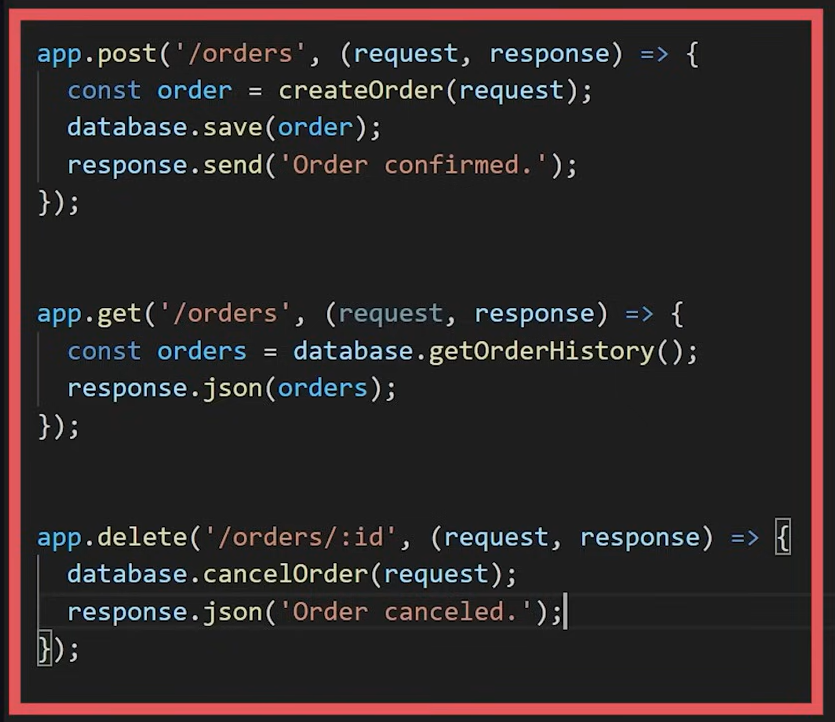 app.post('/orders', (request, response) => {
  const order = createOrder(request);
  database.save(order);
  response.send('Order confirmed.');
});
app.get('/orders', (request, response) => {
  const orders = database.getOrderHistory();
  response.json(orders);
});
app.delete('/orders/:id', (request, response) => {
  database.cancelOrder(request);
  response.json('Order canceled.');
});